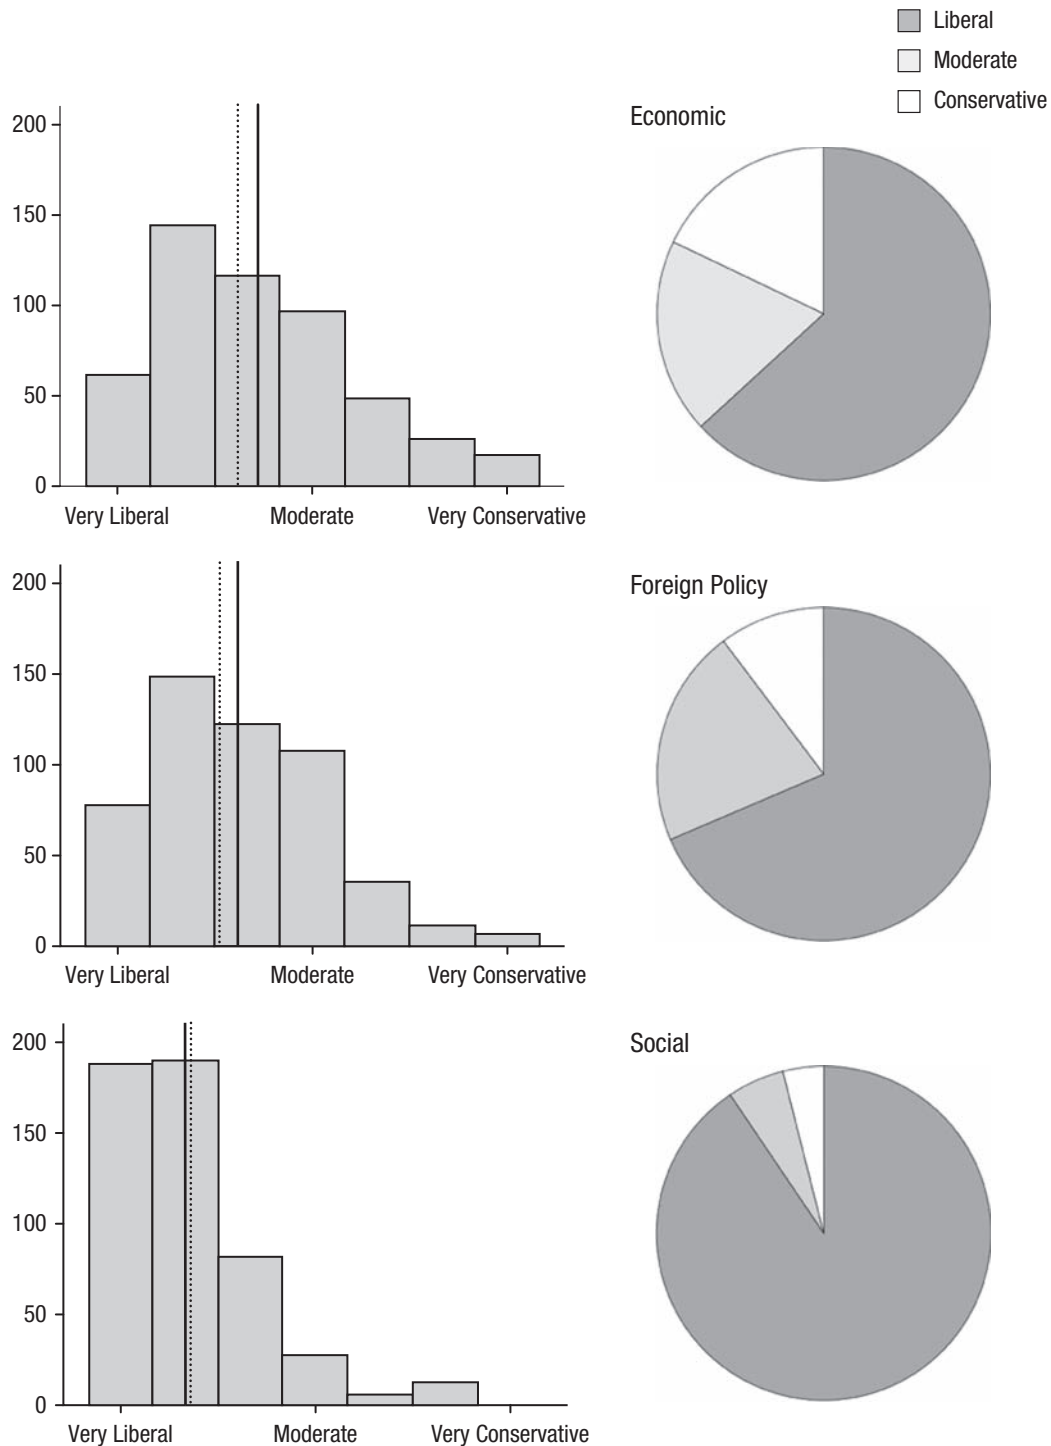 Liberal
Moderate
Conservative
Economic
200
150
100
50
0
Very Liberal Moderate Very Conservative
Foreign Policy
200
150
100
50
0
Very Liberal Moderate Very Conservative
Social
200
150
100
50
0
Very Liberal Moderate Very Conservative